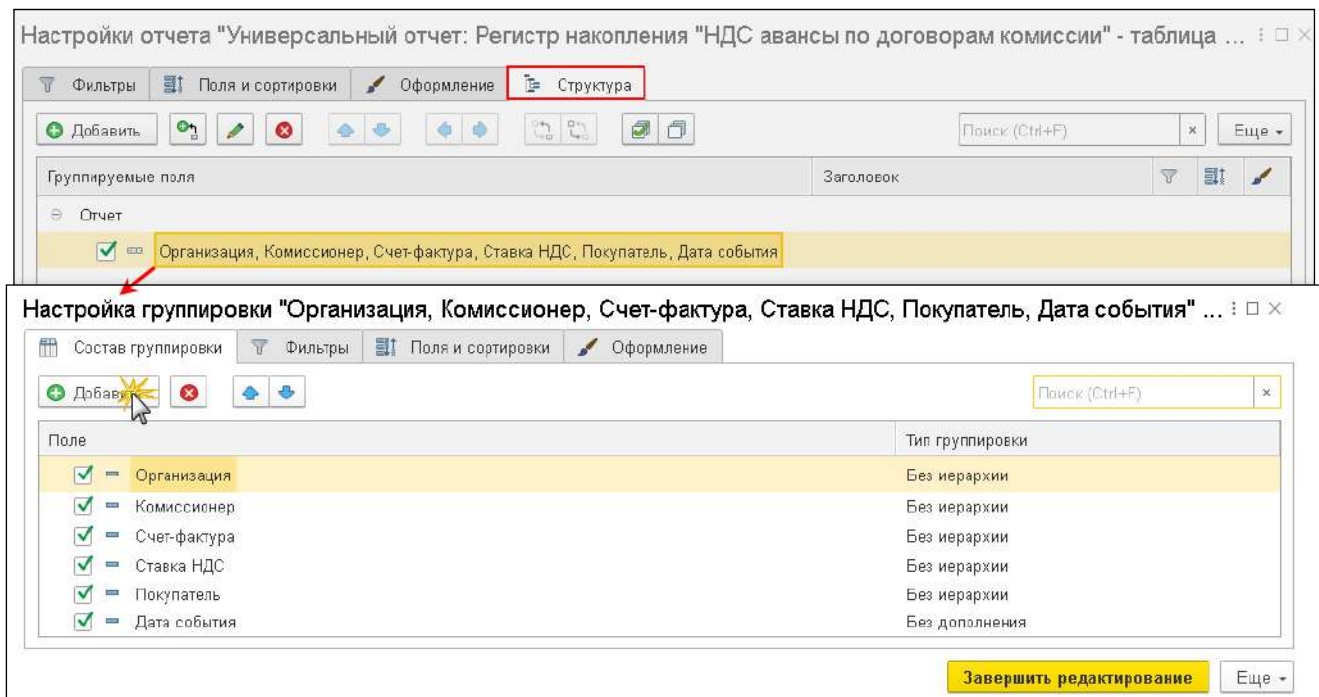 Настройки отчета "Универсальный отчет: Регистр накопления "НДС авансы по договорам комиссии" - таблица ...
Фильтры Поля и сортировки Оформление Структура
Добавить Поиск (Ctrl+F) × Еще
Группируемые поля Заголовок
Отчет
Организация, Комиссионер, Счет-фактура, Ставка НДС, Покупатель, Дата события
Настройка группировки "Организация, Комиссионер, Счет-фактура, Ставка НДС, Покупатель, Дата события" ...
Состав группировки Фильтры Поля и сортировки Оформление
Добавить Поиск (Ctrl+F) ×
Поле Тип группировки
Организация Без иерархии
Комиссионер Без иерархии
Счет-фактура Без иерархии
Ставка НДС Без иерархии
Покупатель Без иерархии
Дата события Без дополнения
Завершить редактирование Еще